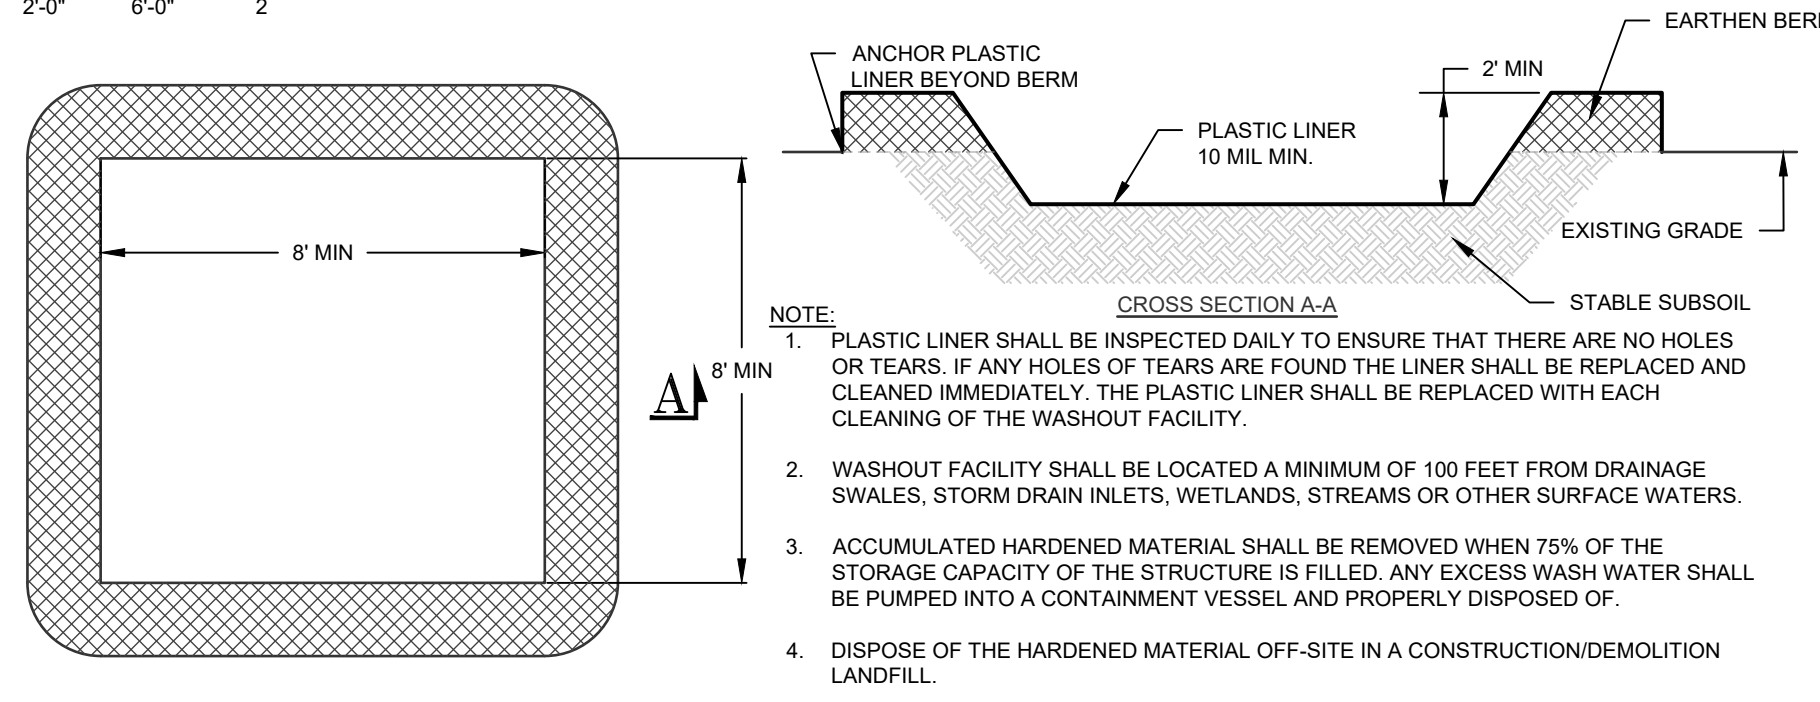 2'-0" 6'-0" 2
EARTHEN BER
ANCHOR PLASTIC
LINER BEYOND BERM
2' MIN
PLASTIC LINER
10 MIL MIN.
8' MIN
EXISTING GRADE
STABLE SUBSOIL
CROSS SECTION A-A
8' MIN
A
NOTE:
1. PLASTIC LINER SHALL BE INSPECTED DAILY TO ENSURE THAT THERE ARE NO HOLES
OR TEARS. IF ANY HOLES OF TEARS ARE FOUND THE LINER SHALL BE REPLACED AND
CLEANED IMMEDIATELY. THE PLASTIC LINER SHALL BE REPLACED WITH EACH
CLEANING OF THE WASHOUT FACILITY.
2. WASHOUT FACILITY SHALL BE LOCATED A MINIMUM OF 100 FEET FROM DRAINAGE
SWALES, STORM DRAIN INLETS, WETLANDS, STREAMS OR OTHER SURFACE WATERS.
3. ACCUMULATED HARDENED MATERIAL SHALL BE REMOVED WHEN 75% OF THE
STORAGE CAPACITY OF THE STRUCTURE IS FILLED. ANY EXCESS WASH WATER SHALL
BE PUMPED INTO A CONTAINMENT VESSEL AND PROPERLY DISPOSED OF.
4. DISPOSE OF THE HARDENED MATERIAL OFF-SITE IN A CONSTRUCTION/DEMOLITION
LANDFILL.